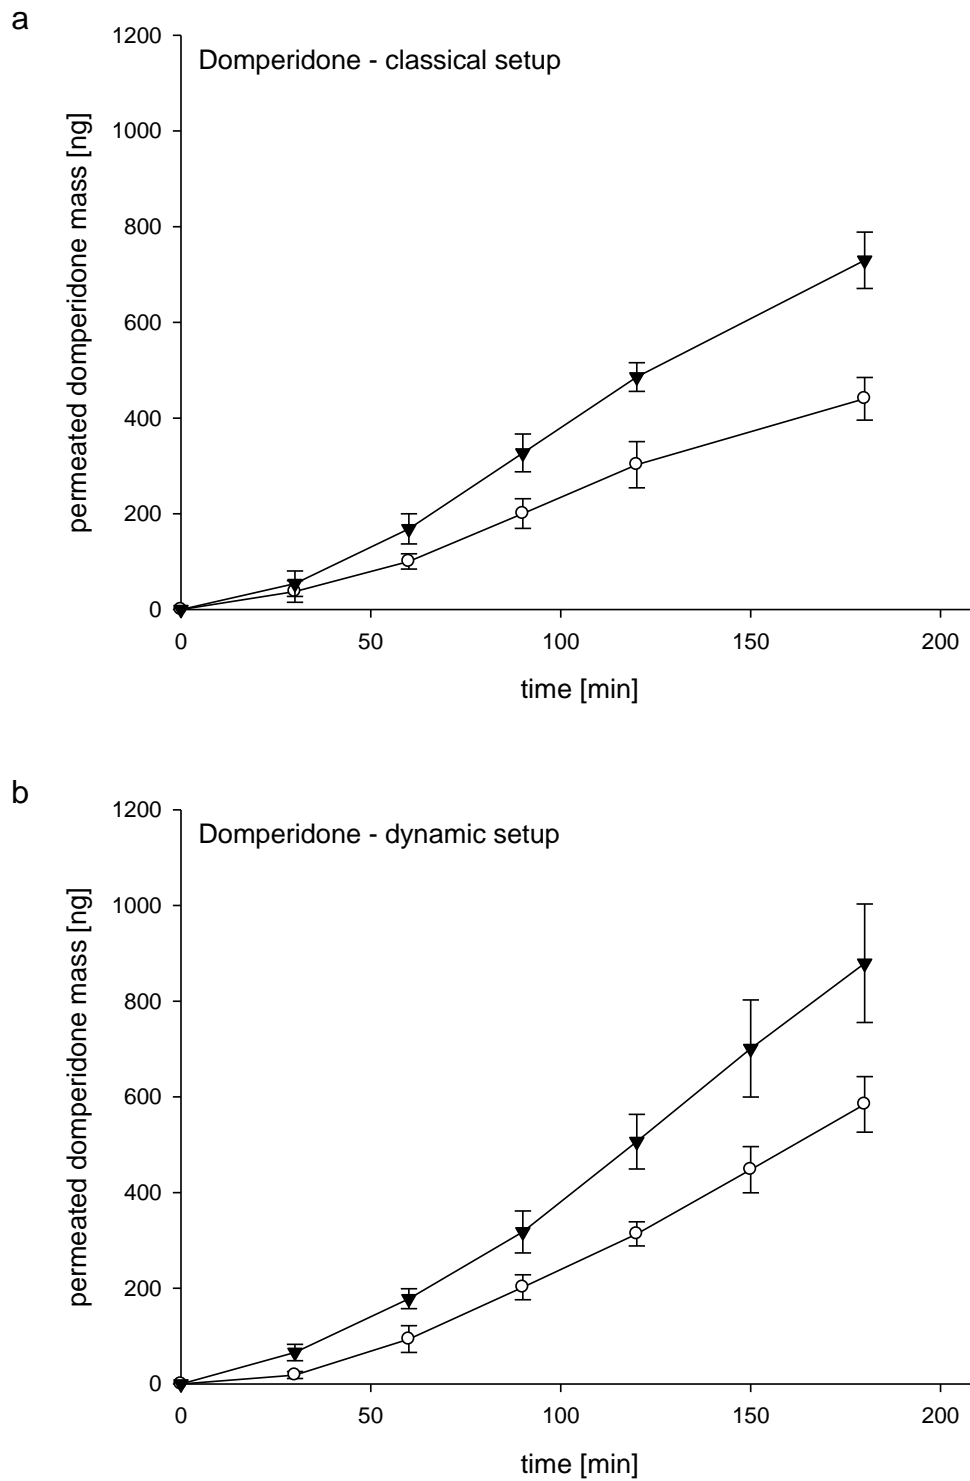 a
Domperidone - classical setup
permeated domperidone mass [ng]
1200
1000
800
600
400
200
0
0 50 100 150 200
time [min]
b
Domperidone - dynamic setup
permeated domperidone mass [ng]
1200
1000
800
600
400
200
0
0 50 100 150 200
time [min]